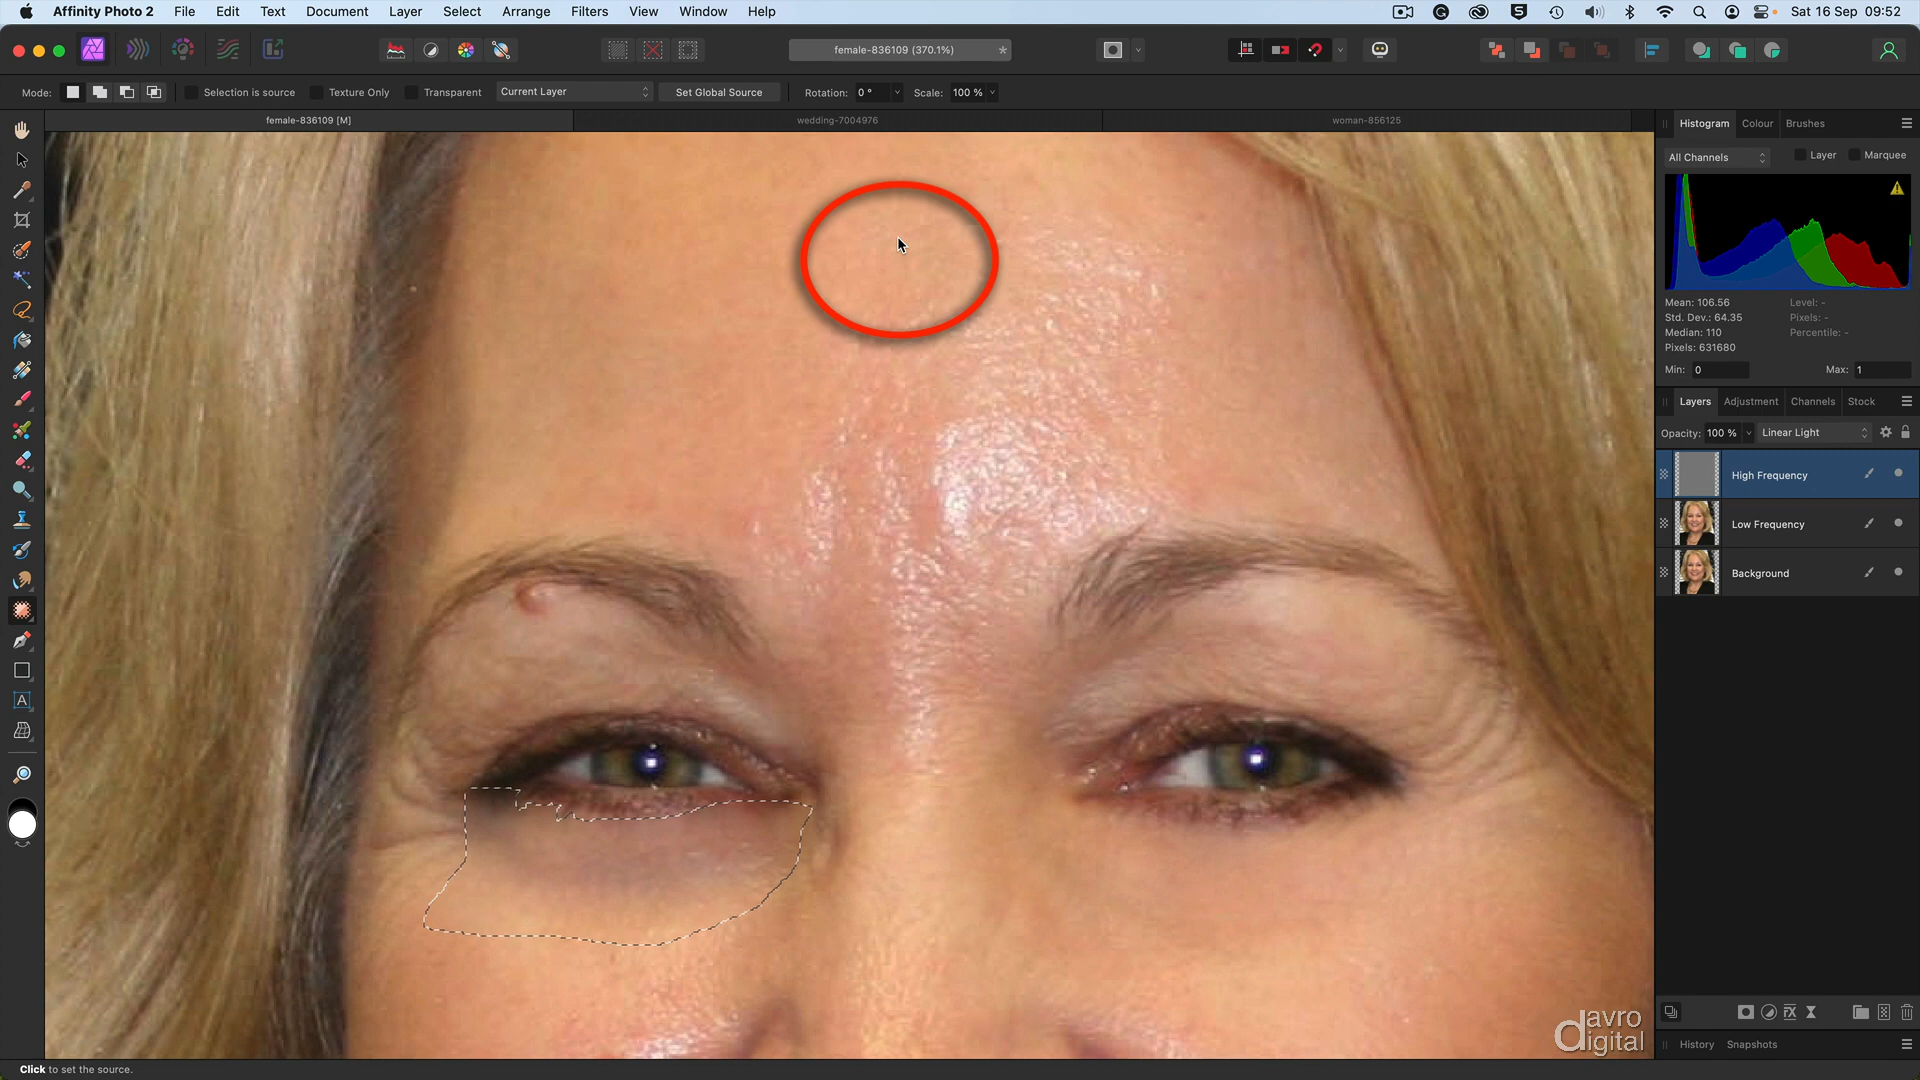 Affinity Photo 2 File Edit Text Document Layer Select Arrange Filters View Window Help Sat 16 Sep 09:52
female-836109 (370.1%)
Mode: Selection is source Texture Only Transparent Current Layer Set Global Source Rotation: 0 ° Scale: 100 %
female-836109 [M] wedding-7004976 woman-856125
Histogram Colour Brushes
All Channels Layer Marquee
Mean: 106.56 Level: -
Std. Dev.: 64.35 Pixels: -
Median: 110 Percentile: -
Pixels: 631680
Min: 0 Max: 1
Layers Adjustment Channels Stock
Opacity: 100 % Linear Light
High Frequency
Low Frequency
Background
davro
digital
History Snapshots
Click to set the source.